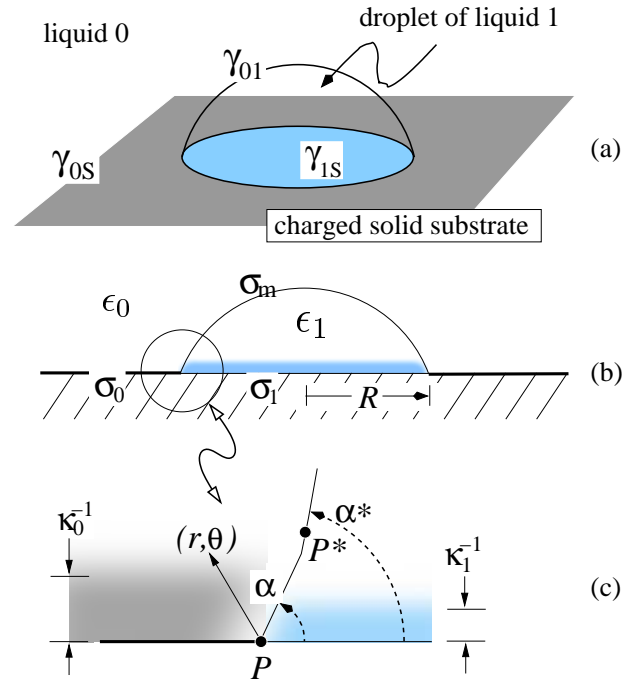 liquid 0
droplet of liquid 1
γ01
γ0S
γ1S
(a)
charged solid substrate
ϵ0
σm
ϵ1
σ0
σ1
R
(b)
κ0⁻¹
(r,θ)
α
P*
α*
κ1⁻¹
(c)
P